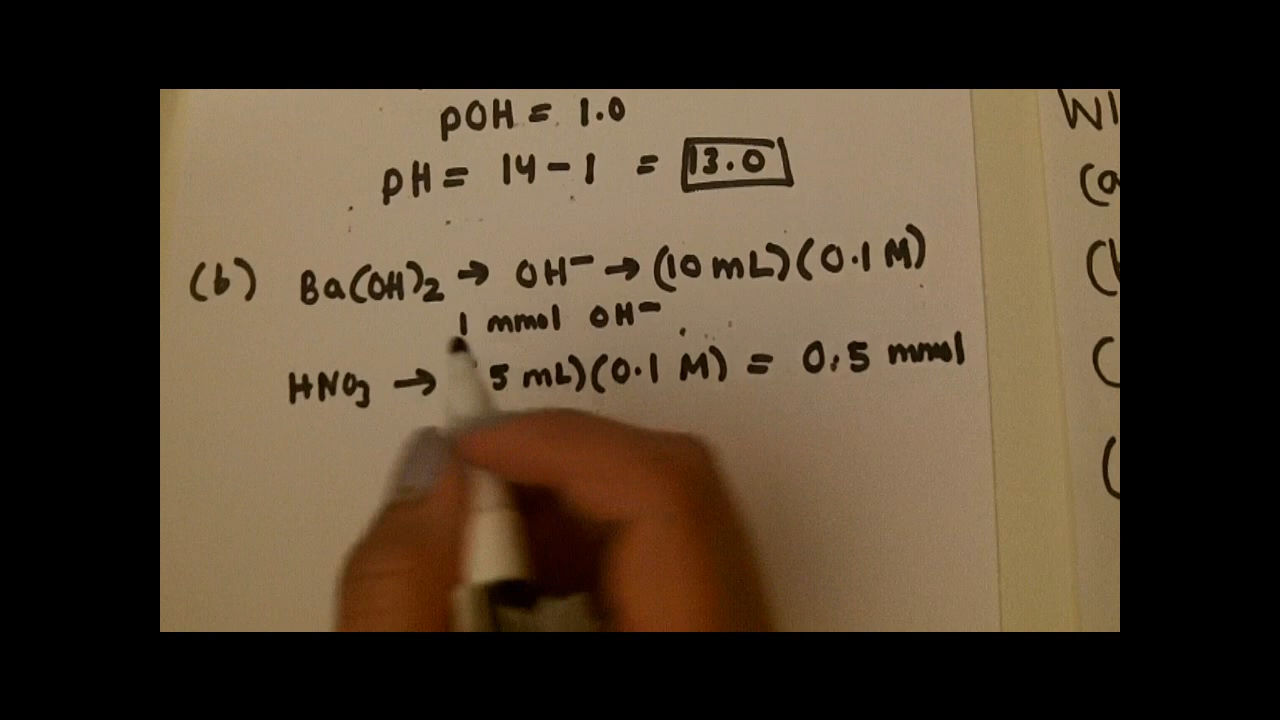 pOH = 1.0
pH = 14 - 1 = 13.0
(b) Ba(OH)2 → OH⁻ → (10 mL)(0.1 M)
1 mmol OH⁻
HNO3 → 5 mL)(0.1 M) = 0.5 mmol
WI
(a
(
(
(